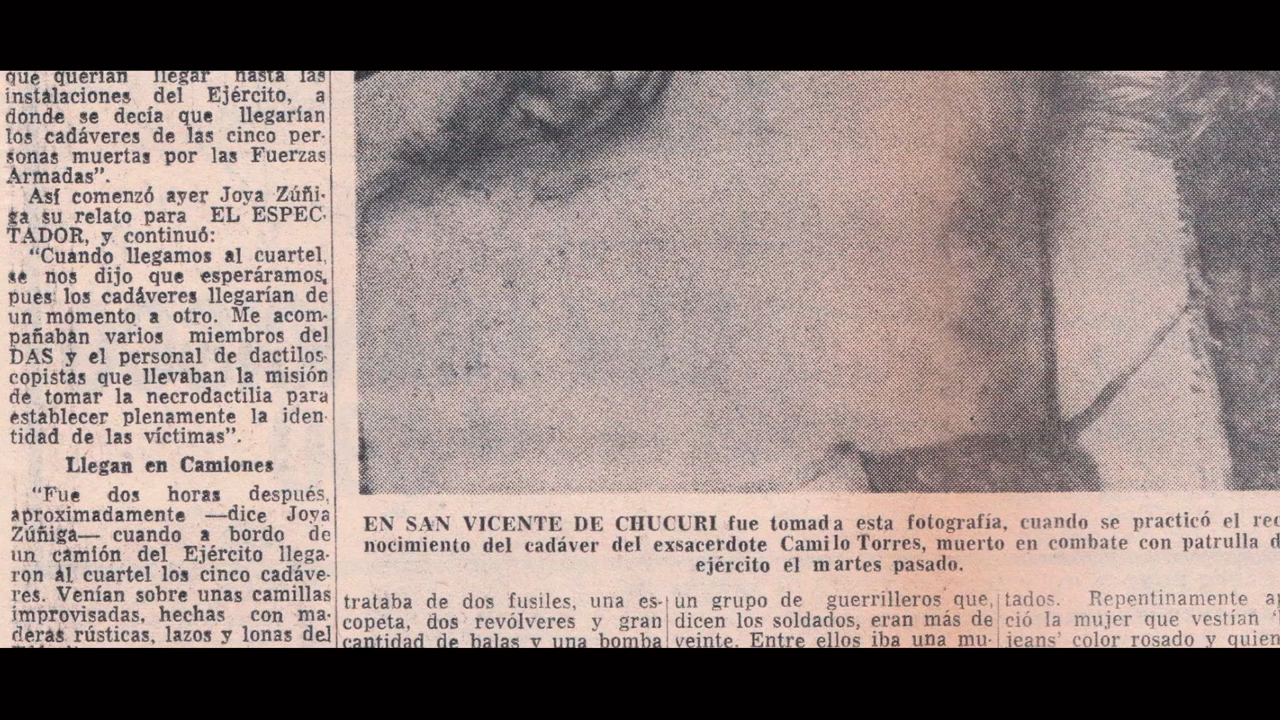 que querían llegar hasta las
instalaciones del Ejército, a
donde se decía que llegarían
los cadáveres de las cinco per-
sonas muertas por las Fuerzas
Armadas”.
Así comenzó ayer Joya Zúñi-
ga su relato para EL ESPEC-
TADOR, y continuó:
“Cuando llegamos al cuartel,
se nos dijo que esperáramos,
pues los cadáveres llegarían de
un momento a otro. Me acom-
pañaban varios miembros del
DAS y el personal de dactilos-
copistas que llevaban la misión
de tomar la necrodactilia para
establecer plenamente la iden-
tidad de las víctimas”.
Llegan en Camiones
“Fue dos horas después,
aproximadamente —dice Joya
Zúñiga— cuando a bordo de
un camión del Ejército llega-
ron al cuartel los cinco cadáve-
res. Venían sobre unas camillas
improvisadas, hechas con ma-
deras rústicas, lazos y lonas del
EN SAN VICENTE DE CHUCURI fue tomada esta fotografía, cuando se practicó el rec
nocimiento del cadáver del exsacerdote Camilo Torres, muerto en combate con patrulla d
ejército el martes pasado.
trataba de dos fusiles, una es-
copeta, dos revólveres y gran
cantidad de balas y una bomba
un grupo de guerrilleros que,
dicen los soldados, eran más de
veinte. Entre ellos iba una mu-
tados. Repentinamente ap
ció la mujer que vestían
jeans’ color rosado y quien